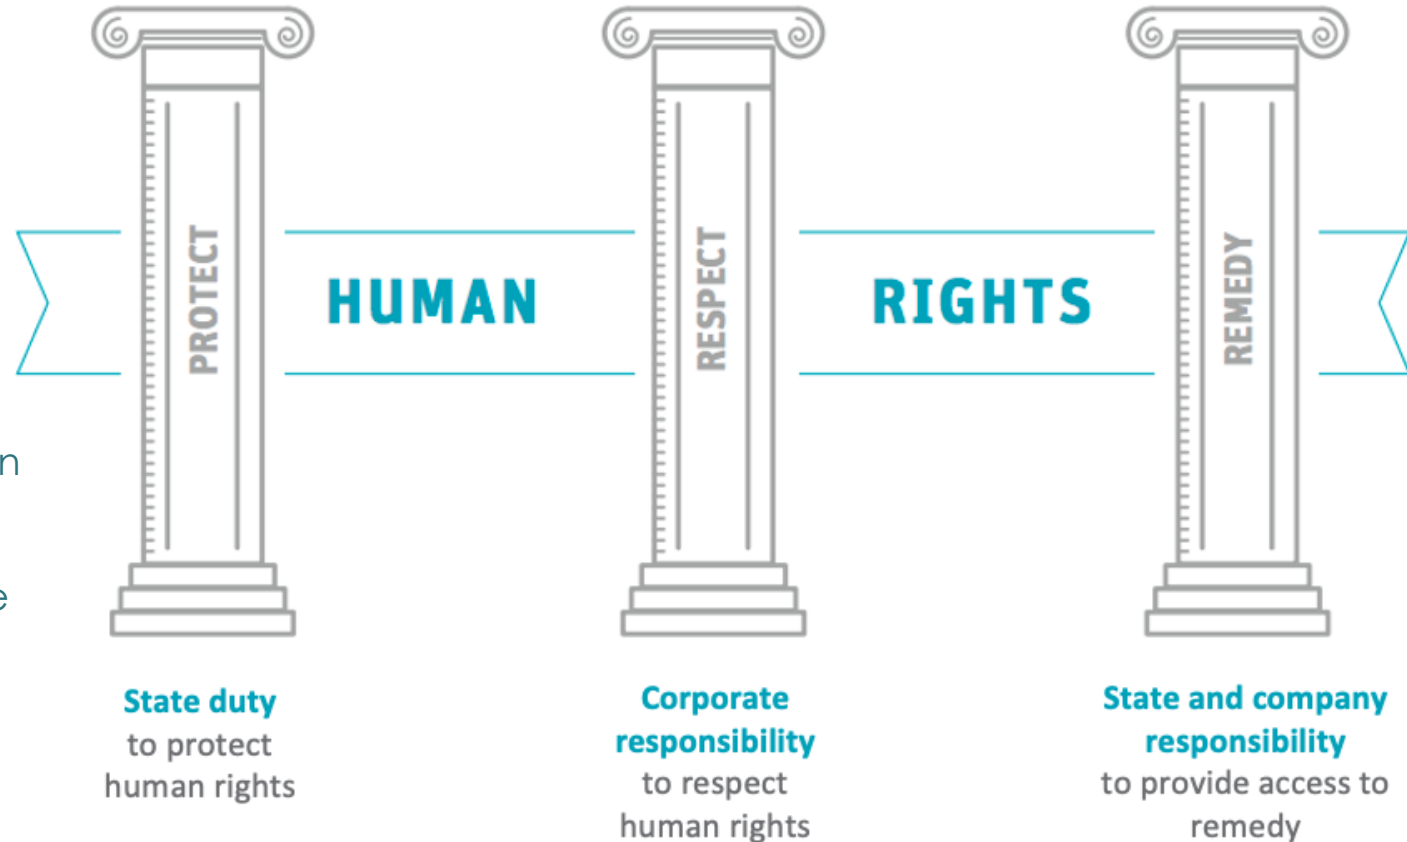 PROTECT
HUMAN
RESPECT
RIGHTS
REMEDY
n
e
State duty
to protect
human rights
Corporate
responsibility
to respect
human rights
State and company
responsibility
to provide access to
remedy